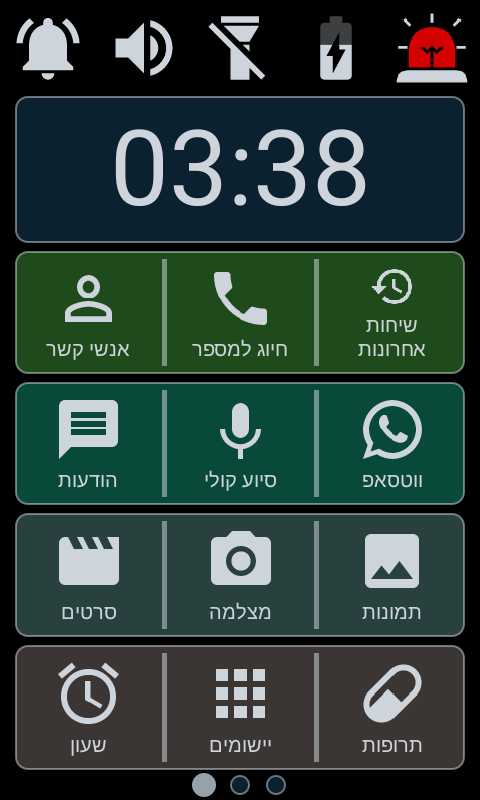 03:38
שיחות
אחרונות
חיוג למספר
אנשי קשר
ווטסאפ
סיוע קולי
הודעות
תמונות
מצלמה
סרטים
תרופות
יישומים
שעון